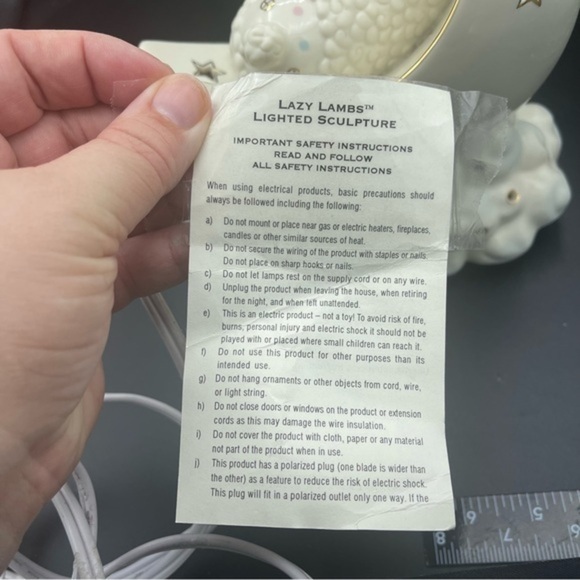 LAZY LAMBS™
LIGHTED SCULPTURE
IMPORTANT SAFETY INSTRUCTIONS
READ AND FOLLOW
ALL SAFETY INSTRUCTIONS
When using electrical products, basic precautions should
always be followed including the following:
a) Do not mount or place near gas or electric heaters, fireplaces,
candles or other similar sources of heat.
b) Do not secure the wiring of the product with staples or nails.
Do not place on sharp hooks or nails.
c) Do not let lamps rest on the supply cord or on any wire.
d) Unplug the product when leaving the house, when retiring
for the night, and when left unattended.
e) This is an electric product – not a toy! To avoid risk of fire,
burns, personal injury and electric shock it should not be
played with or placed where small children can reach it.
f) Do not use this product for other purposes than its
intended use.
g) Do not hang ornaments or other objects from cord, wire,
or light string.
h) Do not close doors or windows on the product or extension
cords as this may damage the wire insulation.
i) Do not cover the product with cloth, paper or any material
not part of the product when in use.
j) This product has a polarized plug (one blade is wider than
the other) as a feature to reduce the risk of electric shock.
This plug will fit in a polarized outlet only one way. If the
8 7 6 5